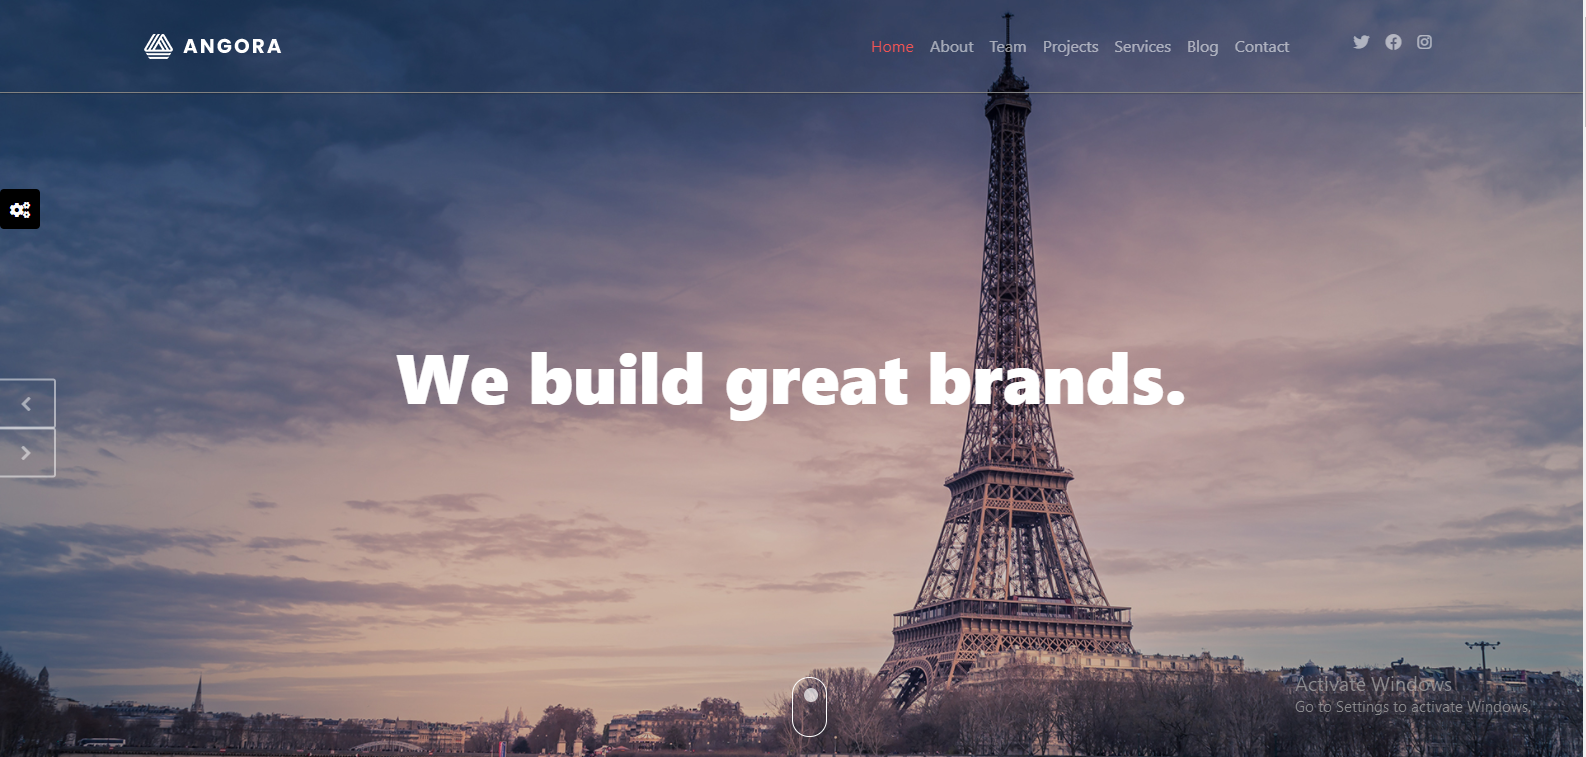 ANGORA
Home About Team Projects Services Blog Contact
We build great brands.
Activate Windows
Go to Settings to activate Windows.